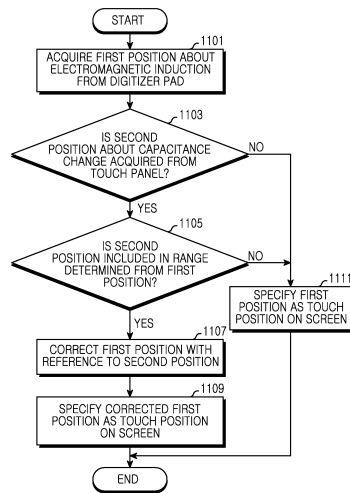 START
1101
ACQUIRE FIRST POSITION ABOUT
ELECTROMAGNETIC INDUCTION
FROM DIGITIZER PAD
1103
IS SECOND
POSITION ABOUT CAPACITANCE
CHANGE ACQUIRED FROM
TOUCH PANEL?
NO
YES
1105
IS SECOND
POSITION INCLUDED IN RANGE
DETERMINED FROM FIRST
POSITION?
NO
YES
1111
SPECIFY FIRST
POSITION AS TOUCH
POSITION ON SCREEN
1107
CORRECT FIRST POSITION WITH
REFERENCE TO SECOND POSITION
1109
SPECIFY CORRECTED FIRST
POSITION AS TOUCH POSITION
ON SCREEN
END